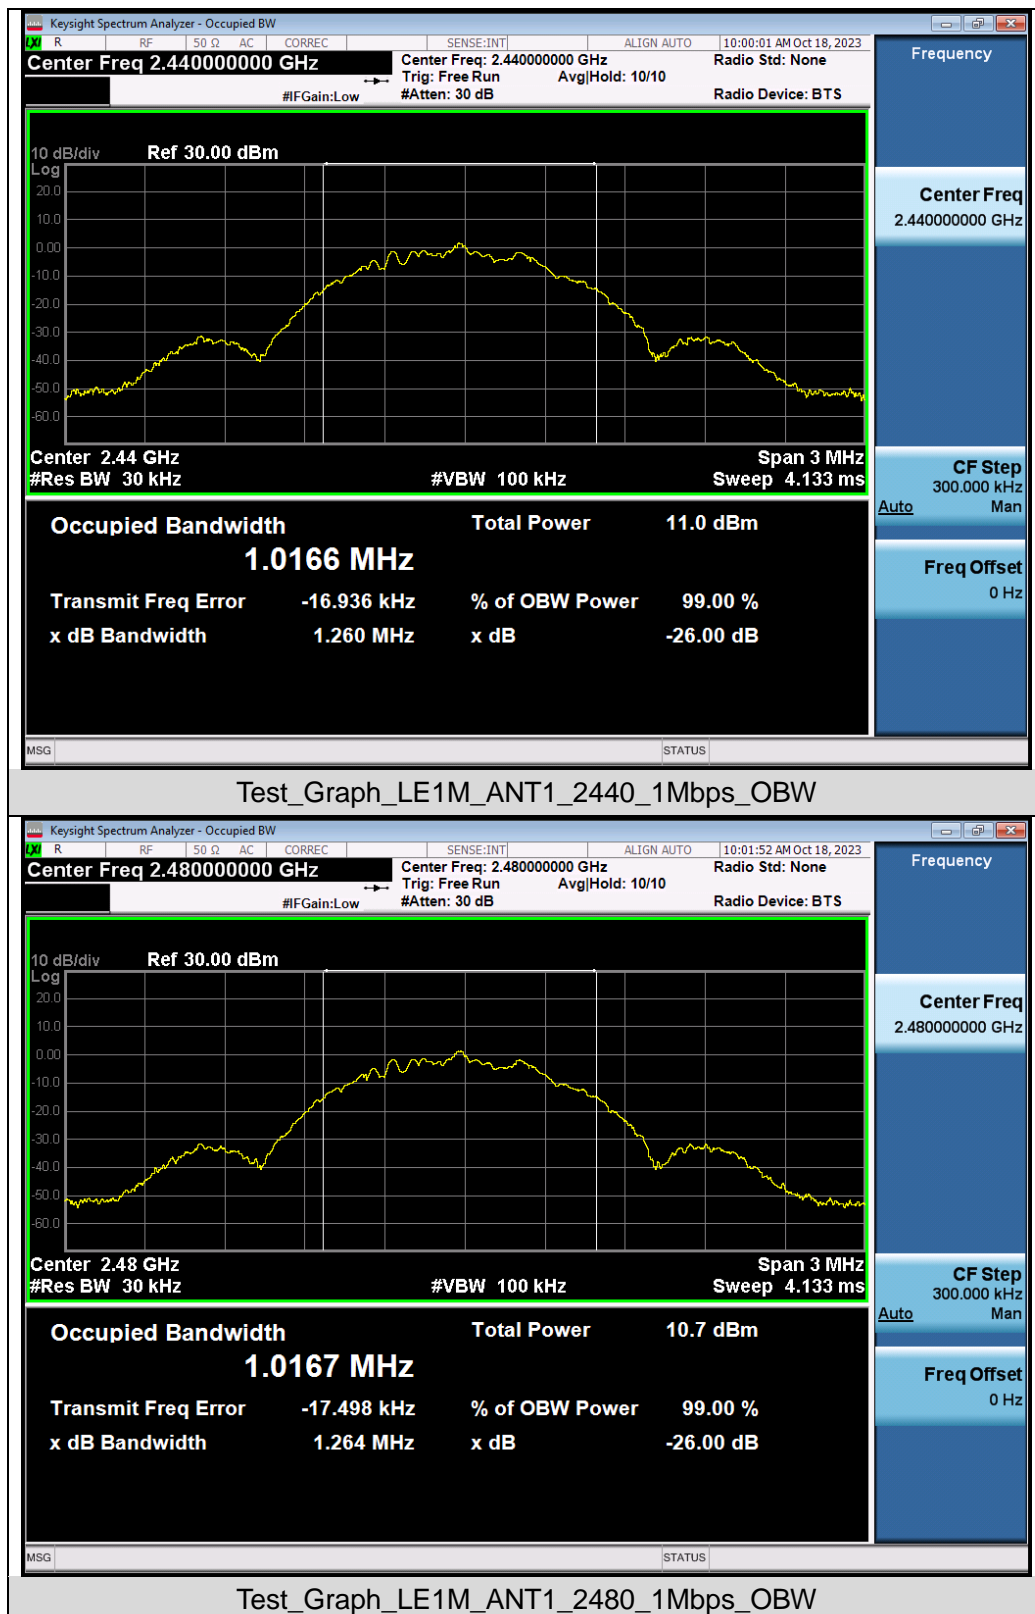 Keysight Spectrum Analyzer - Occupied BW
LXI R RF 50 Ω AC CORREC SENSE:INT ALIGN AUTO 10:00:01 AM Oct 18, 2023
Center Freq 2.440000000 GHz
Center Freq: 2.440000000 GHz
Radio Std: None
Trig: Free Run Avg|Hold: 10/10
#IFGain:Low
#Atten: 30 dB
Radio Device: BTS
10 dB/div Ref 30.00 dBm
Log
20.0
10.0
0.00
-10.0
-20.0
-30.0
-40.0
-50.0
-60.0
Center 2.44 GHz
Span 3 MHz
#Res BW 30 kHz
#VBW 100 kHz
Sweep 4.133 ms
Occupied Bandwidth
Total Power 11.0 dBm
1.0166 MHz
Transmit Freq Error -16.936 kHz
% of OBW Power 99.00 %
x dB Bandwidth 1.260 MHz
x dB -26.00 dB
MSG
STATUS
Frequency
Center Freq
2.440000000 GHz
CF Step
300.000 kHz
Auto Man
Freq Offset
0 Hz
Test_Graph_LE1M_ANT1_2440_1Mbps_OBW
Keysight Spectrum Analyzer - Occupied BW
LXI R RF 50 Ω AC CORREC SENSE:INT ALIGN AUTO 10:01:52 AM Oct 18, 2023
Center Freq 2.480000000 GHz
Center Freq: 2.480000000 GHz
Radio Std: None
Trig: Free Run Avg|Hold: 10/10
#IFGain:Low
#Atten: 30 dB
Radio Device: BTS
10 dB/div Ref 30.00 dBm
Log
20.0
10.0
0.00
-10.0
-20.0
-30.0
-40.0
-50.0
-60.0
Center 2.48 GHz
Span 3 MHz
#Res BW 30 kHz
#VBW 100 kHz
Sweep 4.133 ms
Occupied Bandwidth
Total Power 10.7 dBm
1.0167 MHz
Transmit Freq Error -17.498 kHz
% of OBW Power 99.00 %
x dB Bandwidth 1.264 MHz
x dB -26.00 dB
MSG
STATUS
Frequency
Center Freq
2.480000000 GHz
CF Step
300.000 kHz
Auto Man
Freq Offset
0 Hz
Test_Graph_LE1M_ANT1_2480_1Mbps_OBW